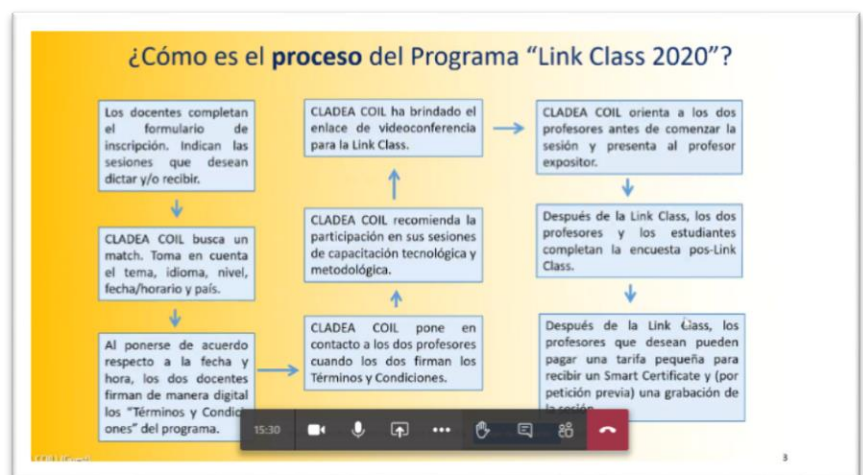 ¿Cómo es el proceso del Programa “Link Class 2020”?
Los docentes completan
el formulario de
inscripción. Indican las
sesiones que desean
dictar y/o recibir.
CLADEA COIL busca un
match. Toma en cuenta
el tema, idioma, nivel,
fecha/horario y país.
Al ponerse de acuerdo
respecto a la fecha y
hora, los dos docentes
firman de manera digital
los “Términos y Condici
ones” del programa.
CLADEA COIL pone en
contacto a los dos profesores
cuando los dos firman los
Términos y Condiciones.
CLADEA COIL recomienda la
participación en sus sesiones
de capacitación tecnológica y
metodológica.
CLADEA COIL ha brindado el
enlace de videoconferencia
para la Link Class.
CLADEA COIL orienta a los dos
profesores antes de comenzar la
sesión y presenta al profesor
expositor.
Después de la Link Class, los dos
profesores y los estudiantes
completan la encuesta pos-Link
Class.
Después de la Link Class, los
profesores que desean pueden
pagar una tarifa pequeña para
recibir un Smart Certificate y (por
petición previa) una grabación de
la sesión.
15:30
3